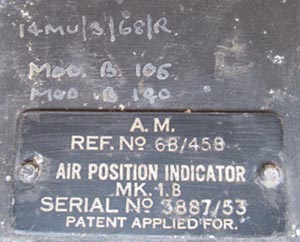 14MU/3/68/R.
MOD. B 105
MOD. B 140
A. M.
REF. Nº 6B/458
AIR POSITION INDICATOR
MK. 1.B
SERIAL Nº 3887/53
PATENT APPLIED FOR.